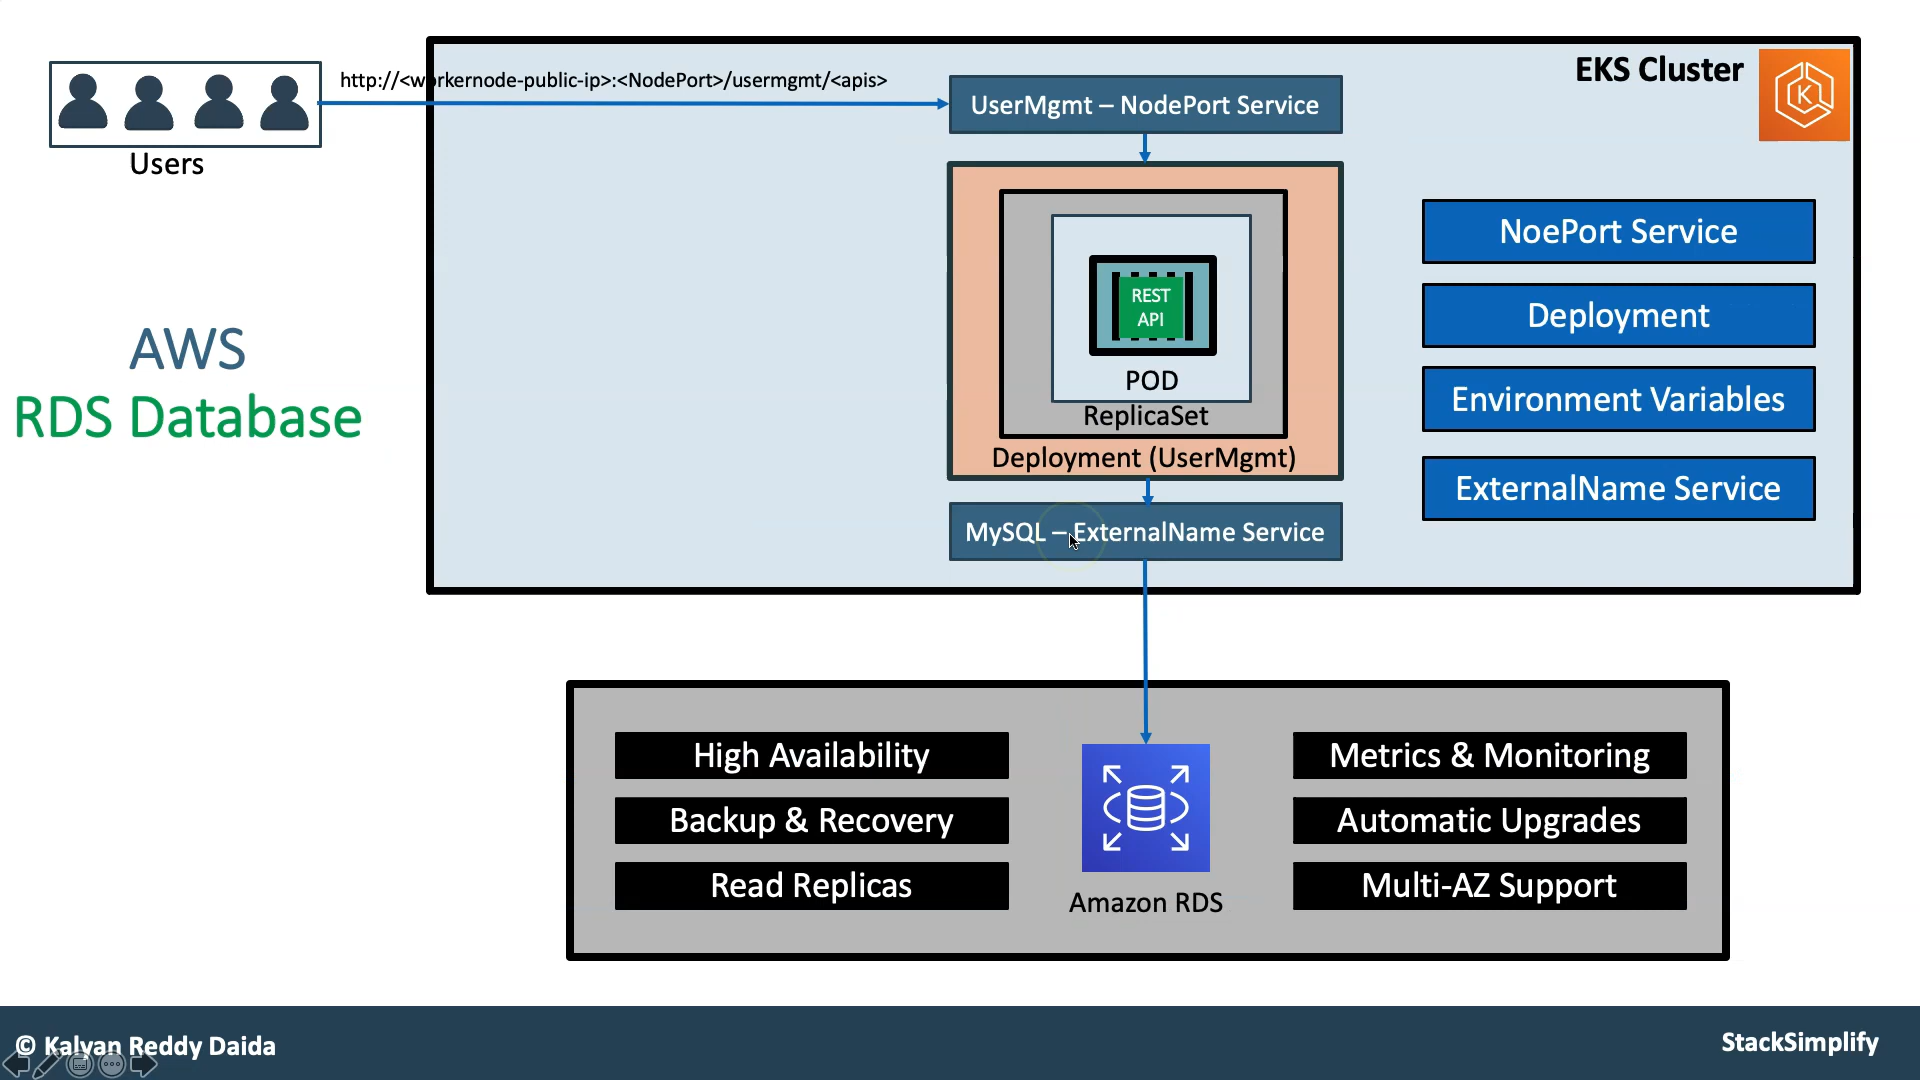 http://<workernode-public-ip>:<NodePort>/usermgmt/<apis>
Users
EKS Cluster
K
UserMgmt – NodePort Service
REST
API
POD
ReplicaSet
Deployment (UserMgmt)
MySQL – ExternalName Service
NoePort Service
Deployment
Environment Variables
ExternalName Service
AWS
RDS Database
High Availability
Backup & Recovery
Read Replicas
Amazon RDS
Metrics & Monitoring
Automatic Upgrades
Multi-AZ Support
© Kalyan Reddy Daida
StackSimplify